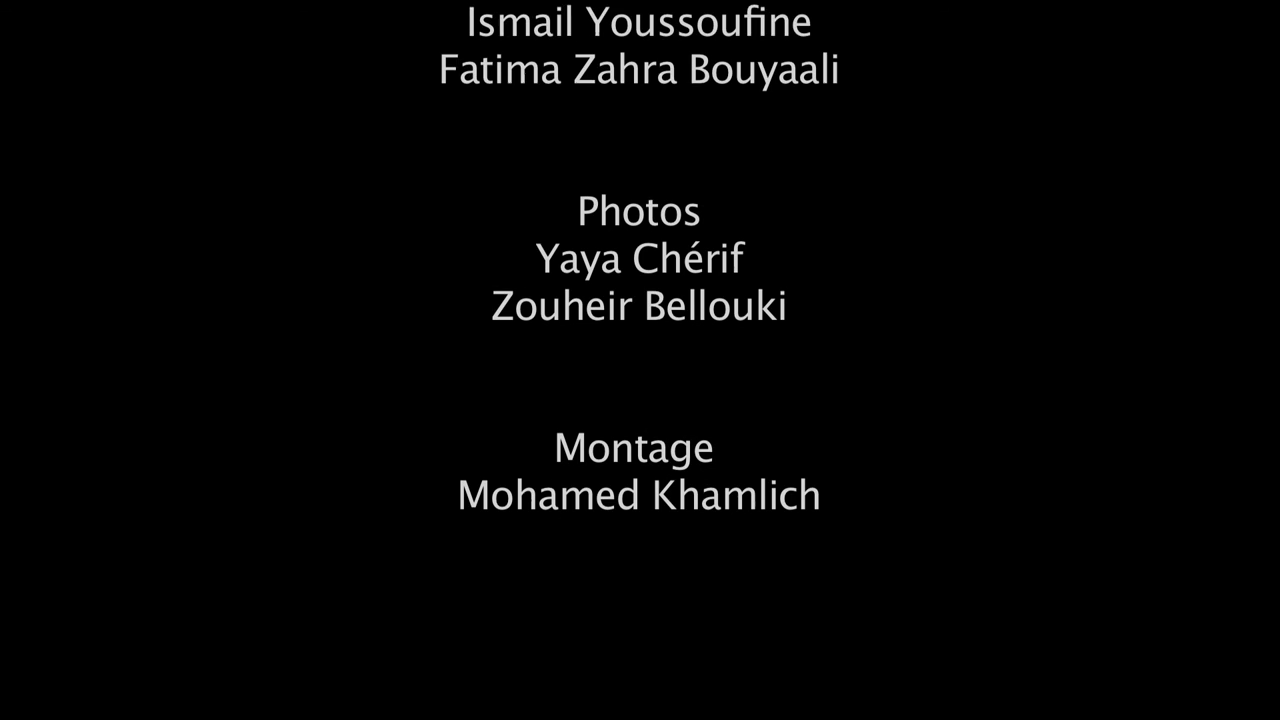 Ismail Youssoufine
Fatima Zahra Bouyaali
Photos
Yaya Chérif
Zouheir Bellouki
Montage
Mohamed Khamlich